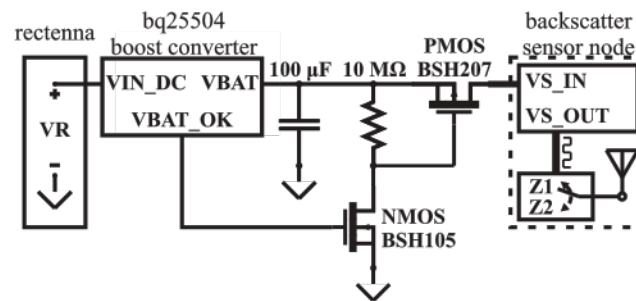 rectenna
bq25504
boost converter
backscatter
sensor node
VR
VIN_DC VBAT
VBAT_OK
100 µF
10 MΩ
PMOS
BSH207
VS_IN
VS_OUT
Z1
Z2
NMOS
BSH105